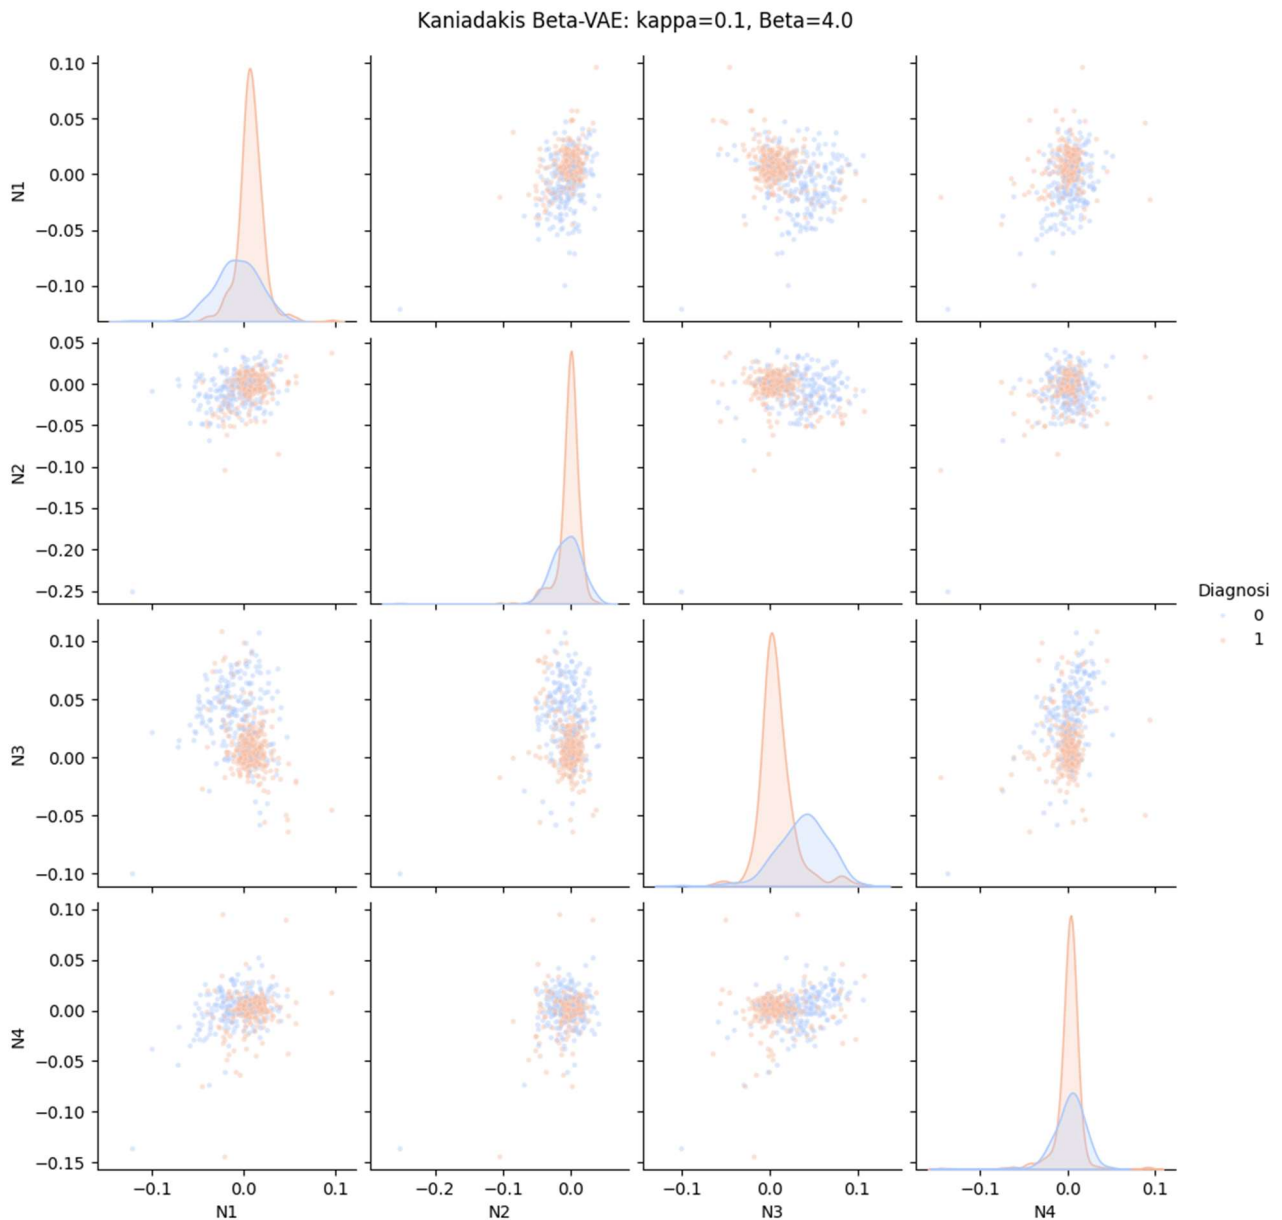 Kaniadakis Beta-VAE: kappa=0.1, Beta=4.0
0.10
0.05
0.00
−0.05
−0.10
N1
0.05
0.00
−0.05
−0.10
−0.15
−0.20
−0.25
N2
Diagnosi
0
1
0.10
0.05
0.00
−0.05
−0.10
N3
0.10
0.05
0.00
−0.05
−0.10
−0.15
N4
−0.1 0.0 0.1
−0.2 −0.1 0.0
−0.1 0.0 0.1
−0.1 0.0 0.1
N1 N2 N3 N4